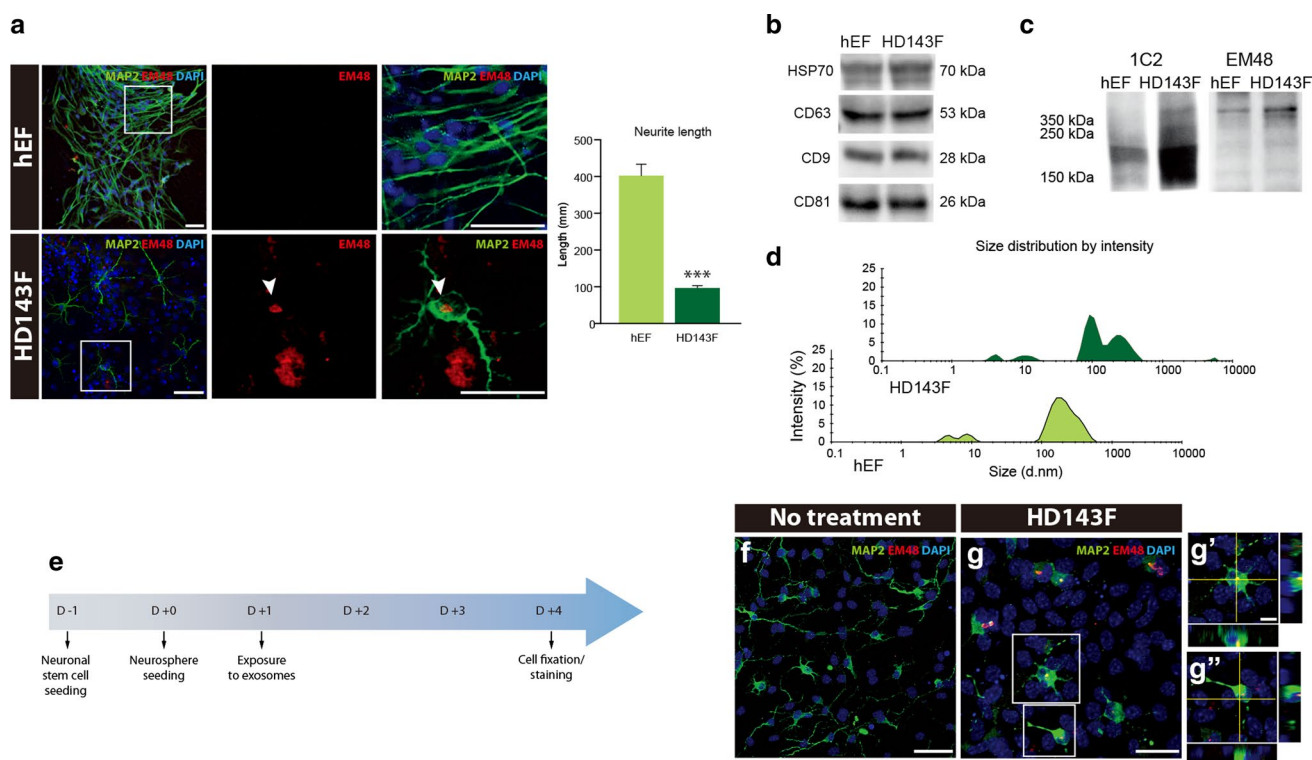 a
MAP2 EM48 DAPI
EM48
MAP2 EM48 DAPI
hEF
MAP2 EM48 DAPI
EM48
MAP2 EM48
HD143F
Neurite length
Length (mm)
500
400
300
200
100
0
***
hEF
HD143F
b
hEF HD143F
HSP70 70 kDa
CD63 53 kDa
CD9 28 kDa
CD81 26 kDa
c
1C2 EM48
hEF HD143F hEF HD143F
350 kDa
250 kDa
150 kDa
d
Size distribution by intensity
25
20
15
10
5
0
0.1 1 10 100 1000 10000
HD143F
Intensity (%)
25
20
15
10
5
0
0.1 1 10 100 1000 10000
hEF
Size (d.nm)
e
D -1 D +0 D +1 D +2 D +3 D +4
Neuronal
stem cell
seeding
Neurosphere
seeding
Exposure
to exosomes
Cell fixation/
staining
No treatment
HD143F
f
MAP2 EM48 DAPI
g
MAP2 EM48 DAPI
g'
g"